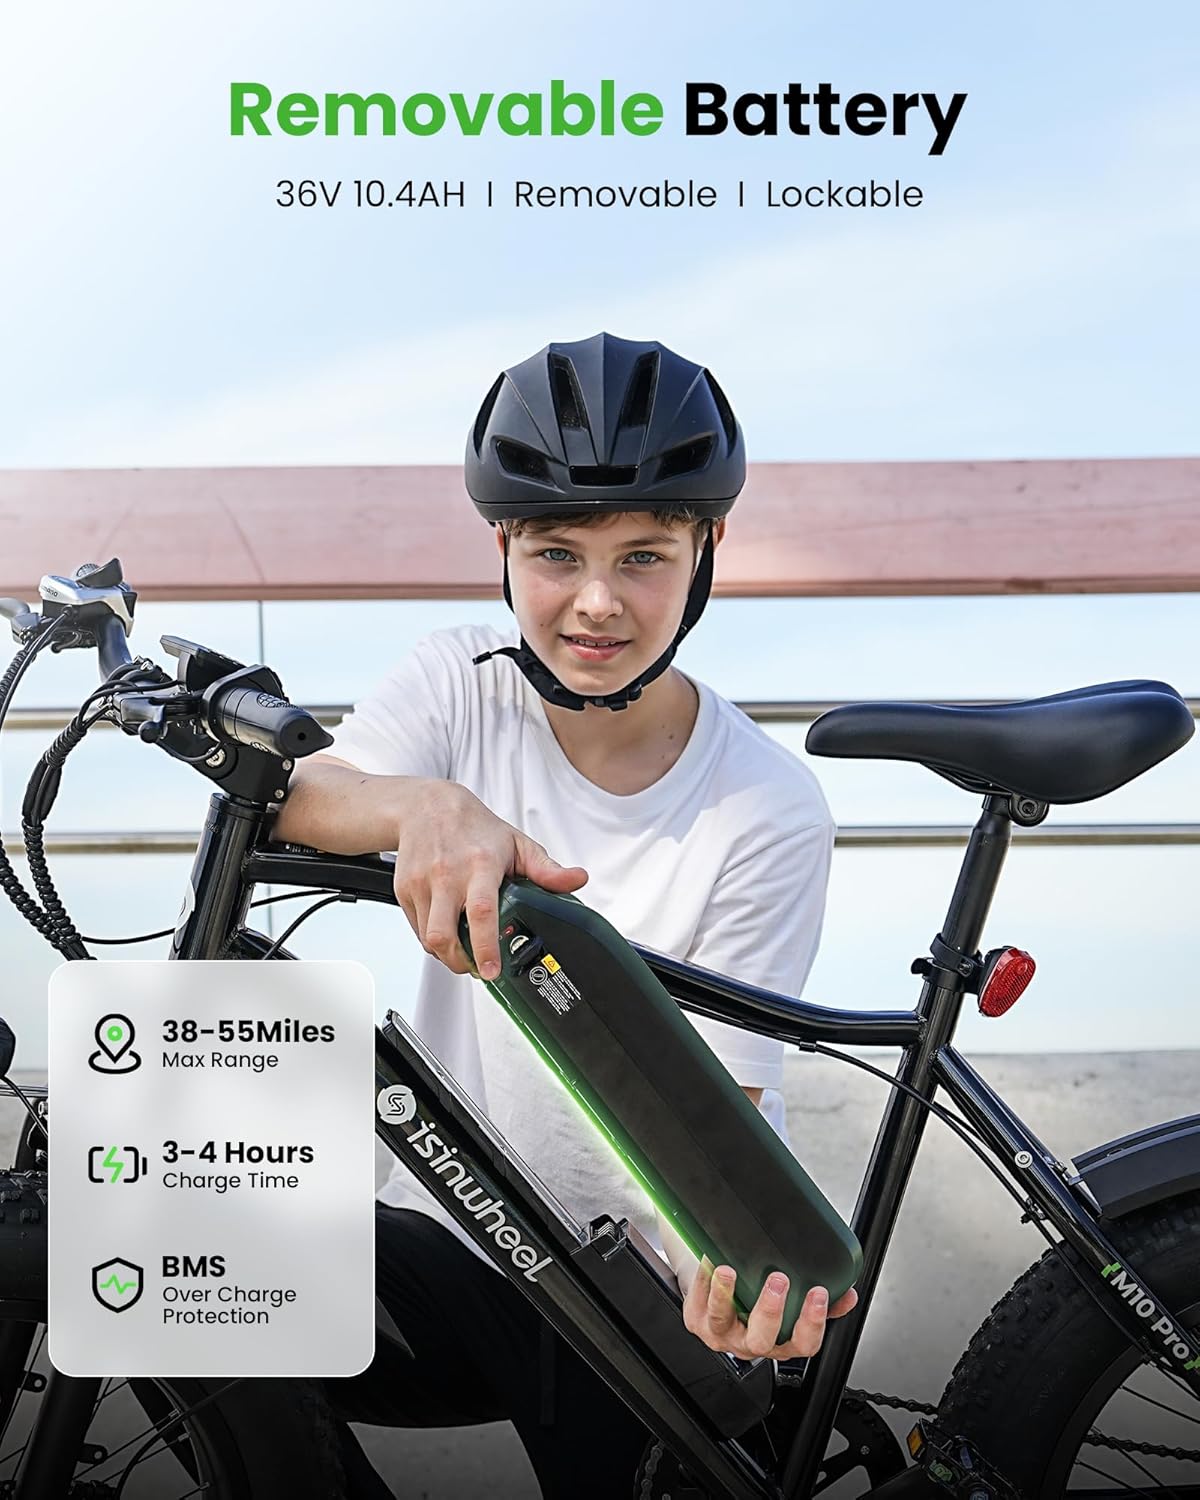 Removable Battery
36V 10.4AH | Removable | Lockable
38-55Miles
Max Range
3-4 Hours
Charge Time
BMS
Over Charge
Protection
isinwheel
M10 Pro